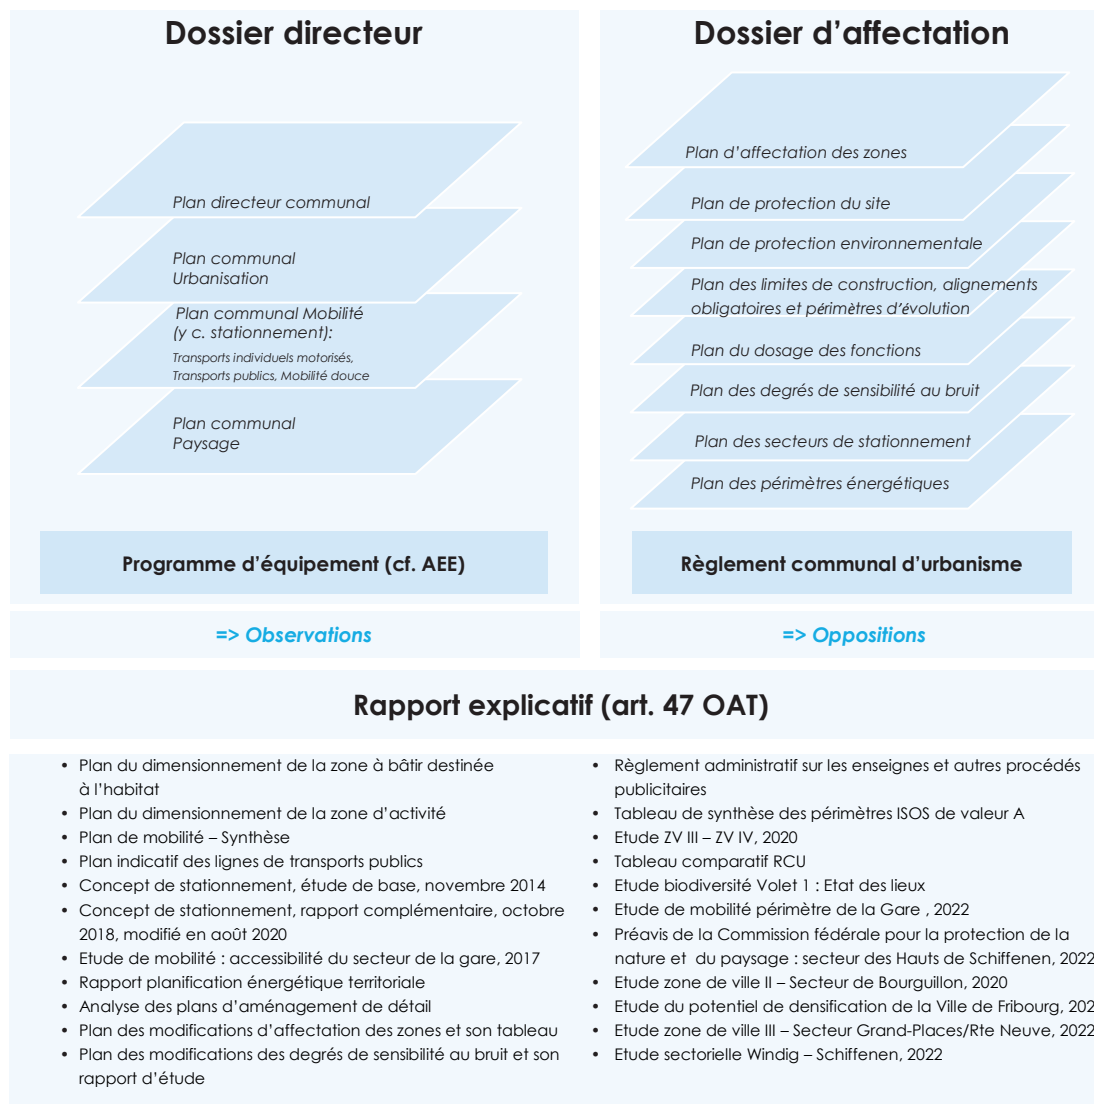 Dossier directeur
Plan directeur communal
Plan communal
Urbanisation
Plan communal Mobilité
(y c. stationnement):
Transports individuels motorisés,
Transports publics, Mobilité douce
Plan communal
Paysage
Programme d’équipement (cf. AEE)
=> Observations
Dossier d’affectation
Plan d’affectation des zones
Plan de protection du site
Plan de protection environnementale
Plan des limites de construction, alignements
obligatoires et périmètres d’évolution
Plan du dosage des fonctions
Plan des degrés de sensibilité au bruit
Plan des secteurs de stationnement
Plan des périmètres énergétiques
Règlement communal d’urbanisme
=> Oppositions
Rapport explicatif (art. 47 OAT)
• Plan du dimensionnement de la zone à bâtir destinée
à l’habitat
• Plan du dimensionnement de la zone d’activité
• Plan de mobilité – Synthèse
• Plan indicatif des lignes de transports publics
• Concept de stationnement, étude de base, novembre 2014
• Concept de stationnement, rapport complémentaire, octobre
2018, modifié en août 2020
• Etude de mobilité : accessibilité du secteur de la gare, 2017
• Rapport planification énergétique territoriale
• Analyse des plans d’aménagement de détail
• Plan des modifications d’affectation des zones et son tableau
• Plan des modifications des degrés de sensibilité au bruit et son
rapport d’étude
• Règlement administratif sur les enseignes et autres procédés
publicitaires
• Tableau de synthèse des périmètres ISOS de valeur A
• Etude ZV III – ZV IV, 2020
• Tableau comparatif RCU
• Etude biodiversité Volet 1 : Etat des lieux
• Etude de mobilité périmètre de la Gare , 2022
• Préavis de la Commission fédérale pour la protection de la
nature et du paysage : secteur des Hauts de Schiffenen, 2022
• Etude zone de ville II – Secteur de Bourguillon, 2020
• Etude du potentiel de densification de la Ville de Fribourg,
• Etude zone de ville III – Secteur Grand-Places/Rte Neuve, 2022
• Etude sectorielle Windig – Schiffenen, 2022